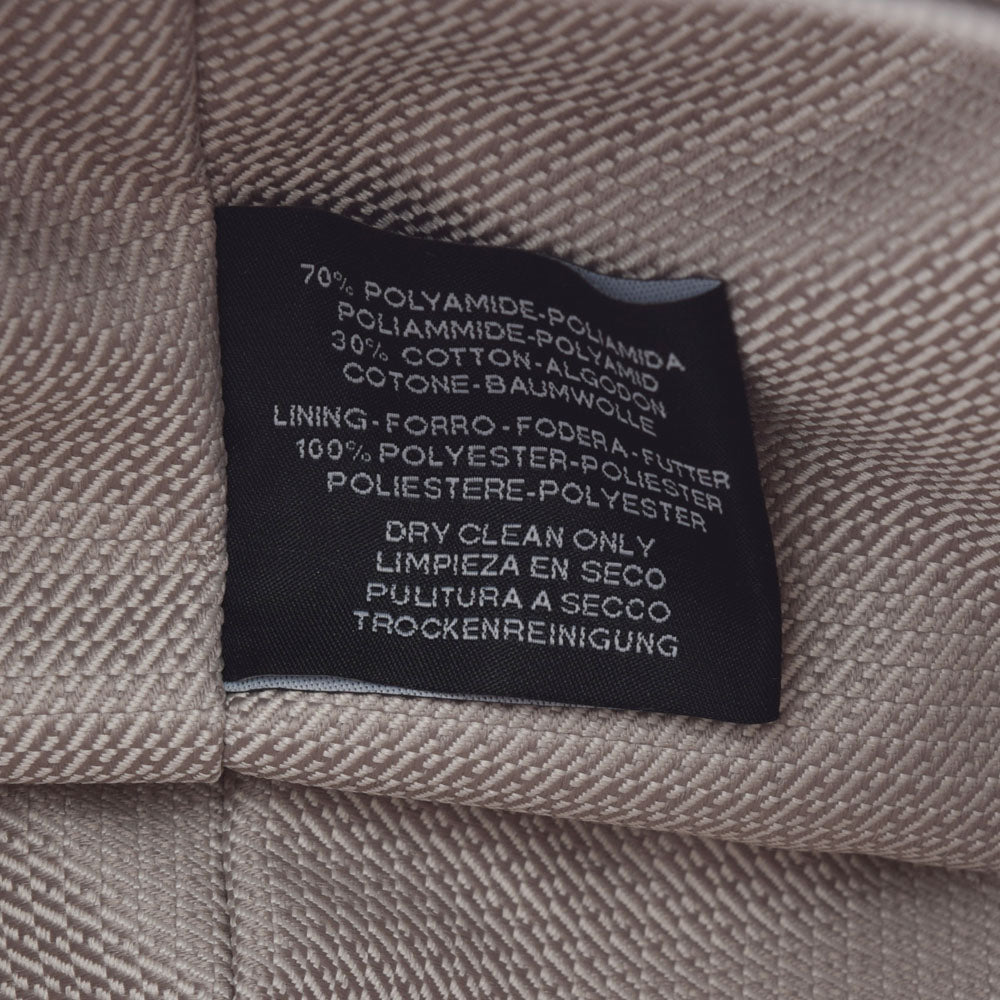 70% POLYAMIDE-POLIAMIDA
POLIAMMIDE-POLYAMID
30% COTTON-ALGODON
COTONE-BAUMWOLLE
LINING-FORRO-FODERA-FUTTER
100% POLYESTER-POLIESTER
POLIESTERE-POLYESTER
DRY CLEAN ONLY
LIMPIEZA EN SECO
PULITURA A SECCO
TROCKENREINIGUNG